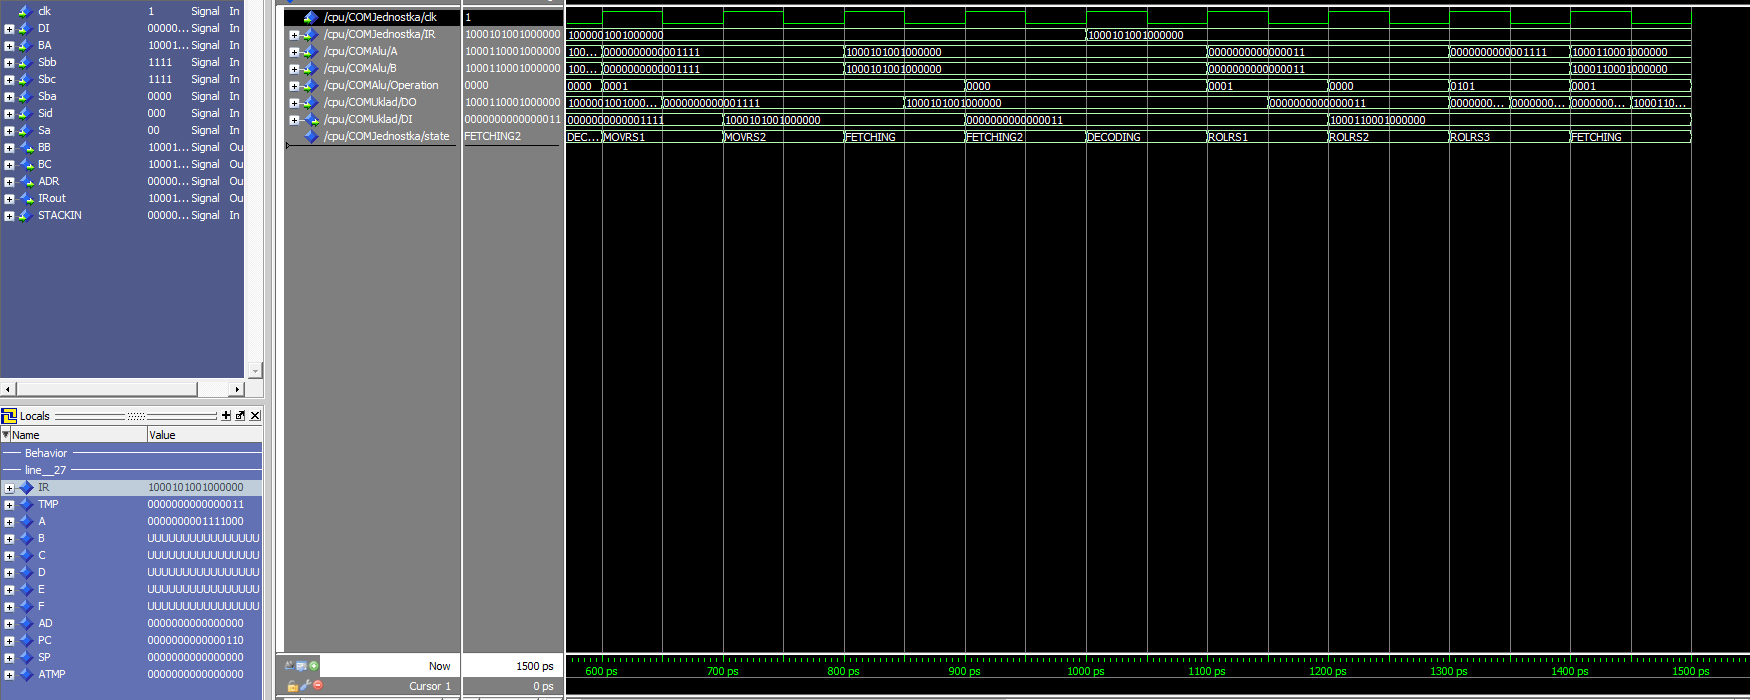 clk 1 Signal In
DI 00000... Signal In
BA 10001... Signal In
Sbb 1111 Signal In
Sbc 1111 Signal In
Sba 0000 Signal In
Sid 000 Signal In
Sa 00 Signal In
BB 10001... Signal Ou
BC 10001... Signal Ou
ADR 00000... Signal Ou
IRout 10001... Signal Ou
STACKIN 00000... Signal In
Locals
Name Value
Behavior
line__27
IR 1000101001000000
TMP 0000000000000011
A 0000000001111000
B UUUUUUUUUUUUUUUU
C UUUUUUUUUUUUUUUU
D UUUUUUUUUUUUUUUU
E UUUUUUUUUUUUUUUU
F UUUUUUUUUUUUUUUU
AD 0000000000000000
PC 0000000000000110
SP 0000000000000000
ATMP 0000000000000000
/cpu/COMJednostka/clk 1
/cpu/COMJednostka/IR 1000101001000000 1000001001000000 1000101001000000
/cpu/COMAlu/A 1000110001000000 100... 0000000000001111 1000101001000000 0000000000000011 0000000000001111 1000110001000000
/cpu/COMAlu/B 1000110001000000 100... 0000000000001111 1000101001000000 0000000000000011 1000110001000000
/cpu/COMAlu/Operation 0000 0000 0001 0000 0001 0000 0101 0001
/cpu/COMUklad/DO 1000110001000000 1000001001000... 0000000000001111 1000101001000000 0000000000000011 0000000... 0000000... 0000000... 1000110...
/cpu/COMUklad/DI 0000000000000011 0000000000001111 1000101001000000 0000000000000011 1000110001000000
/cpu/COMJednostka/state FETCHING2 DEC... MOVRS1 MOVRS2 FETCHING FETCHING2 DECODING ROLRS1 ROLRS2 ROLRS3 FETCHING
Now 1500 ps
600 ps 700 ps 800 ps 900 ps 1000 ps 1100 ps 1200 ps 1300 ps 1400 ps 1500 ps
Cursor 1 0 ps